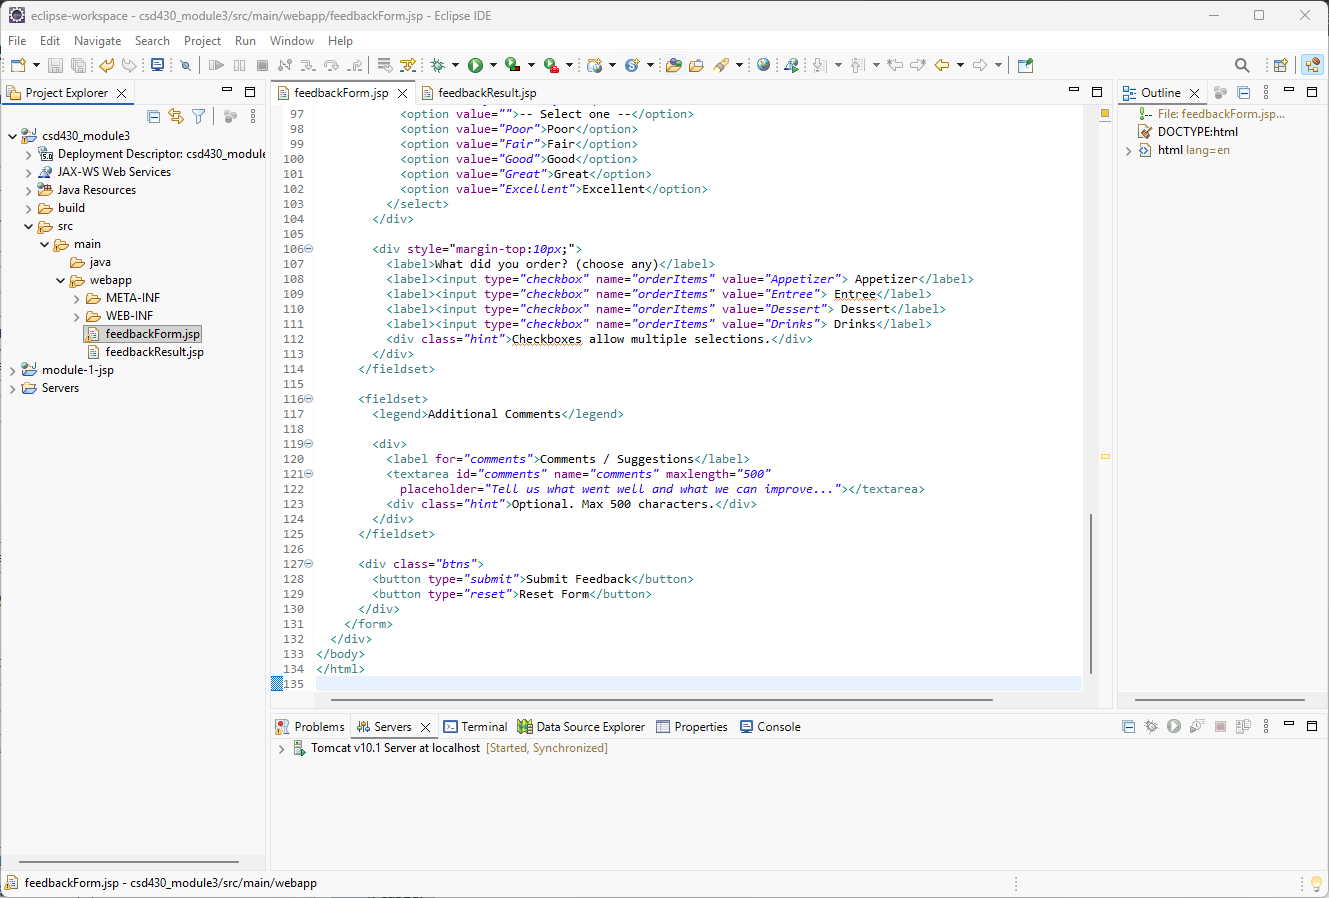 eclipse-workspace - csd430_module3/src/main/webapp/feedbackForm.jsp - Eclipse IDE
File Edit Navigate Search Project Run Window Help
Project Explorer
csd430_module3
Deployment Descriptor: csd430_module
JAX-WS Web Services
Java Resources
build
src
main
java
webapp
META-INF
WEB-INF
feedbackForm.jsp
feedbackResult.jsp
module-1-jsp
Servers
feedbackForm.jsp feedbackResult.jsp
97 <option value="">-- Select one --</option>
98 <option value="Poor">Poor</option>
99 <option value="Fair">Fair</option>
100 <option value="Good">Good</option>
101 <option value="Great">Great</option>
102 <option value="Excellent">Excellent</option>
103 </select>
104 </div>
105
106 <div style="margin-top:10px;">
107 <label>What did you order? (choose any)</label>
108 <label><input type="checkbox" name="orderItems" value="Appetizer"> Appetizer</label>
109 <label><input type="checkbox" name="orderItems" value="Entree"> Entree</label>
110 <label><input type="checkbox" name="orderItems" value="Dessert"> Dessert</label>
111 <label><input type="checkbox" name="orderItems" value="Drinks"> Drinks</label>
112 <div class="hint">Checkboxes allow multiple selections.</div>
113 </div>
114 </fieldset>
115
116 <fieldset>
117 <legend>Additional Comments</legend>
118
119 <div>
120 <label for="comments">Comments / Suggestions</label>
121 <textarea id="comments" name="comments" maxlength="500"
122 placeholder="Tell us what went well and what we can improve..."></textarea>
123 <div class="hint">Optional. Max 500 characters.</div>
124 </div>
125 </fieldset>
126
127 <div class="btns">
128 <button type="submit">Submit Feedback</button>
129 <button type="reset">Reset Form</button>
130 </div>
131 </form>
132 </div>
133 </body>
134 </html>
135
Outline
File: feedbackForm.jsp...
DOCTYPE:html
html lang=en
Problems Servers Terminal Data Source Explorer Properties Console
Tomcat v10.1 Server at localhost [Started, Synchronized]
feedbackForm.jsp - csd430_module3/src/main/webapp